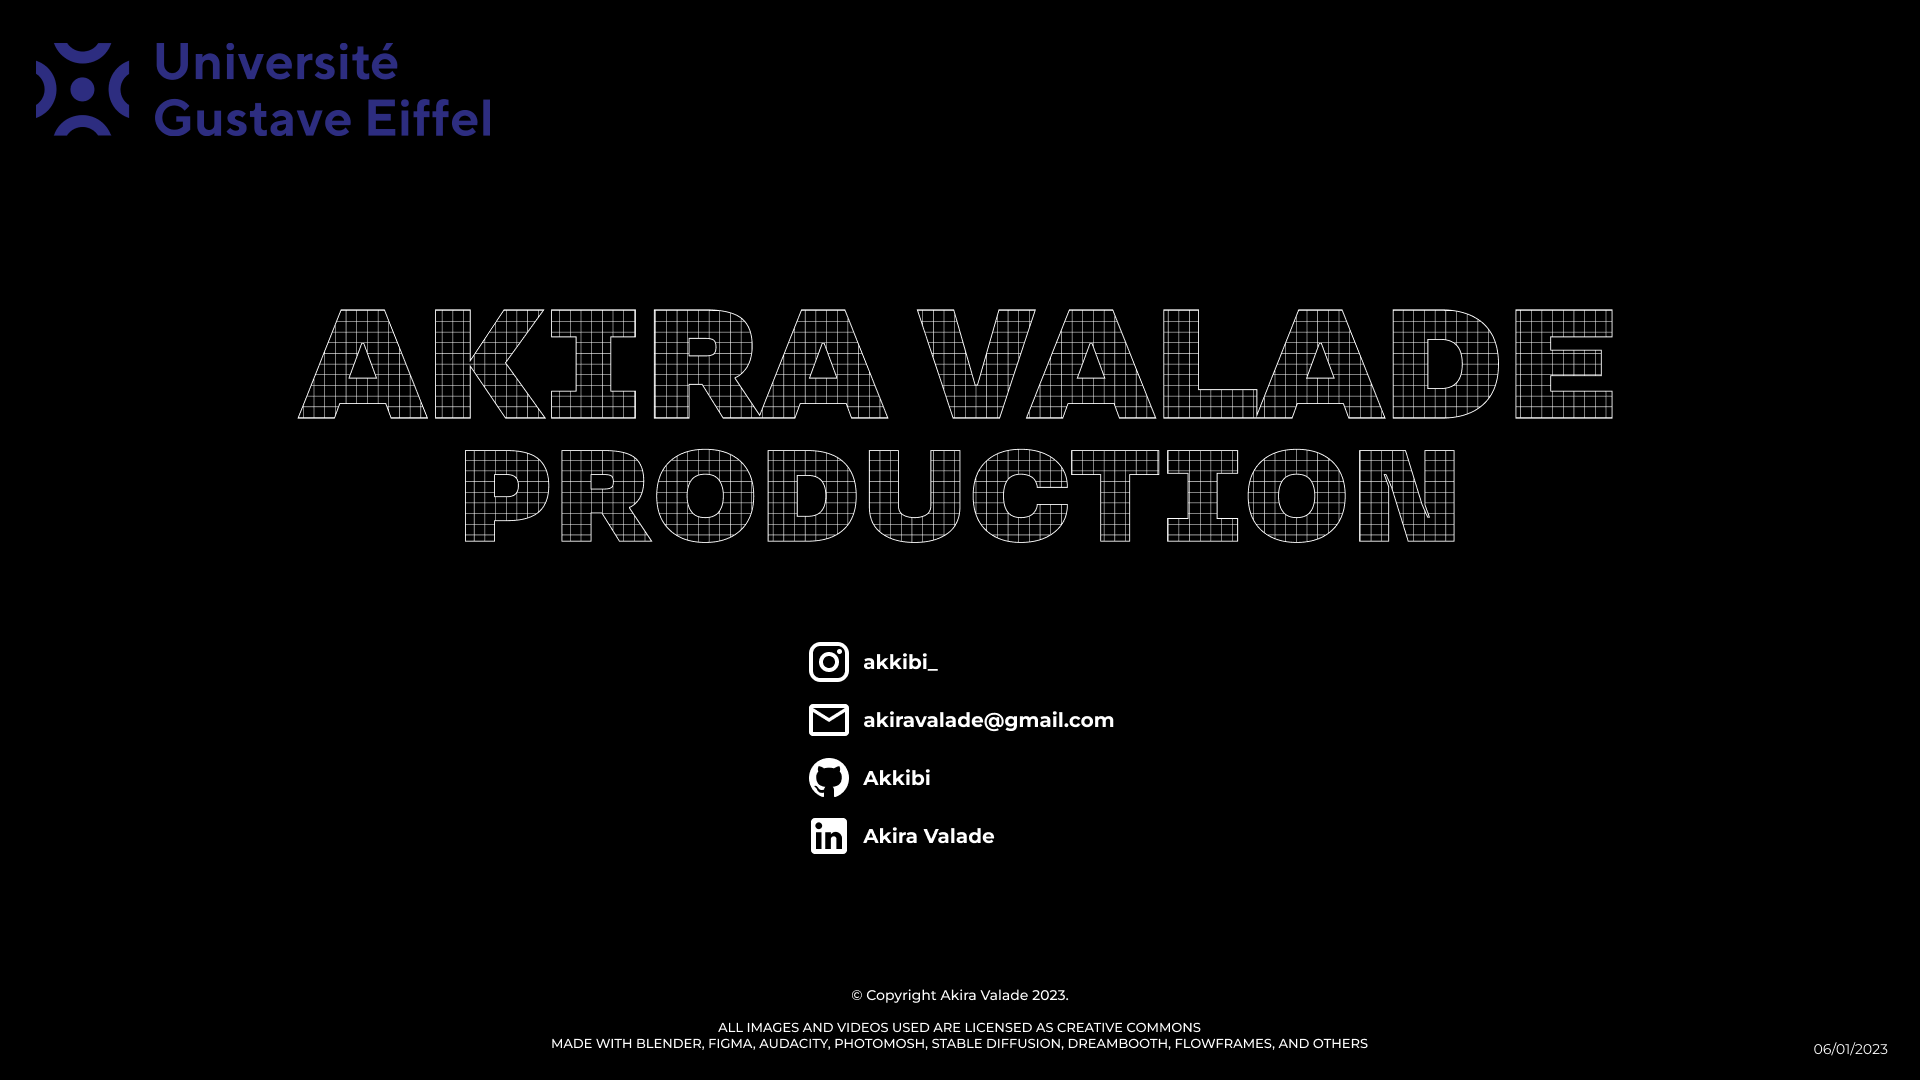 Université
Gustave Eiffel
AKIRA VALADE
PRODUCTION
akkibi_
akiravalade@gmail.com
Akkibi
in Akira Valade
© Copyright Akira Valade 2023.
ALL IMAGES AND VIDEOS USED ARE LICENSED AS CREATIVE COMMONS
MADE WITH BLENDER, FIGMA, AUDACITY, PHOTOMOSH, STABLE DIFFUSION, DREAMBOOTH, FLOWFRAMES, AND OTHERS
06/01/2023